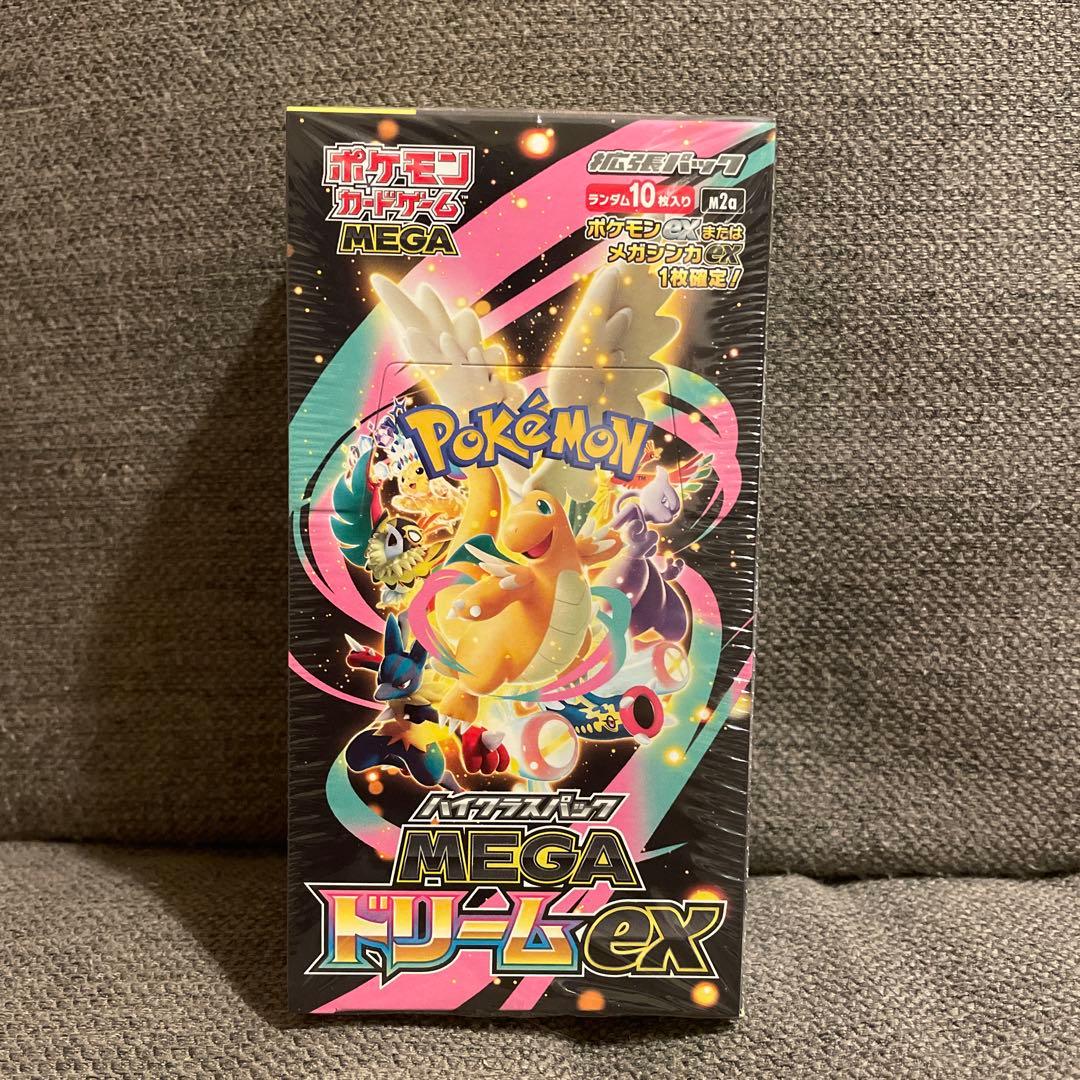 ポケモン
カードゲーム™
MEGA
拡張パック
ランダム10枚入り M2a
ポケモンexまたは
メガシンカex
1枚確定!
POKéMON™
ハイクラスパック
MEGA
ドリームex